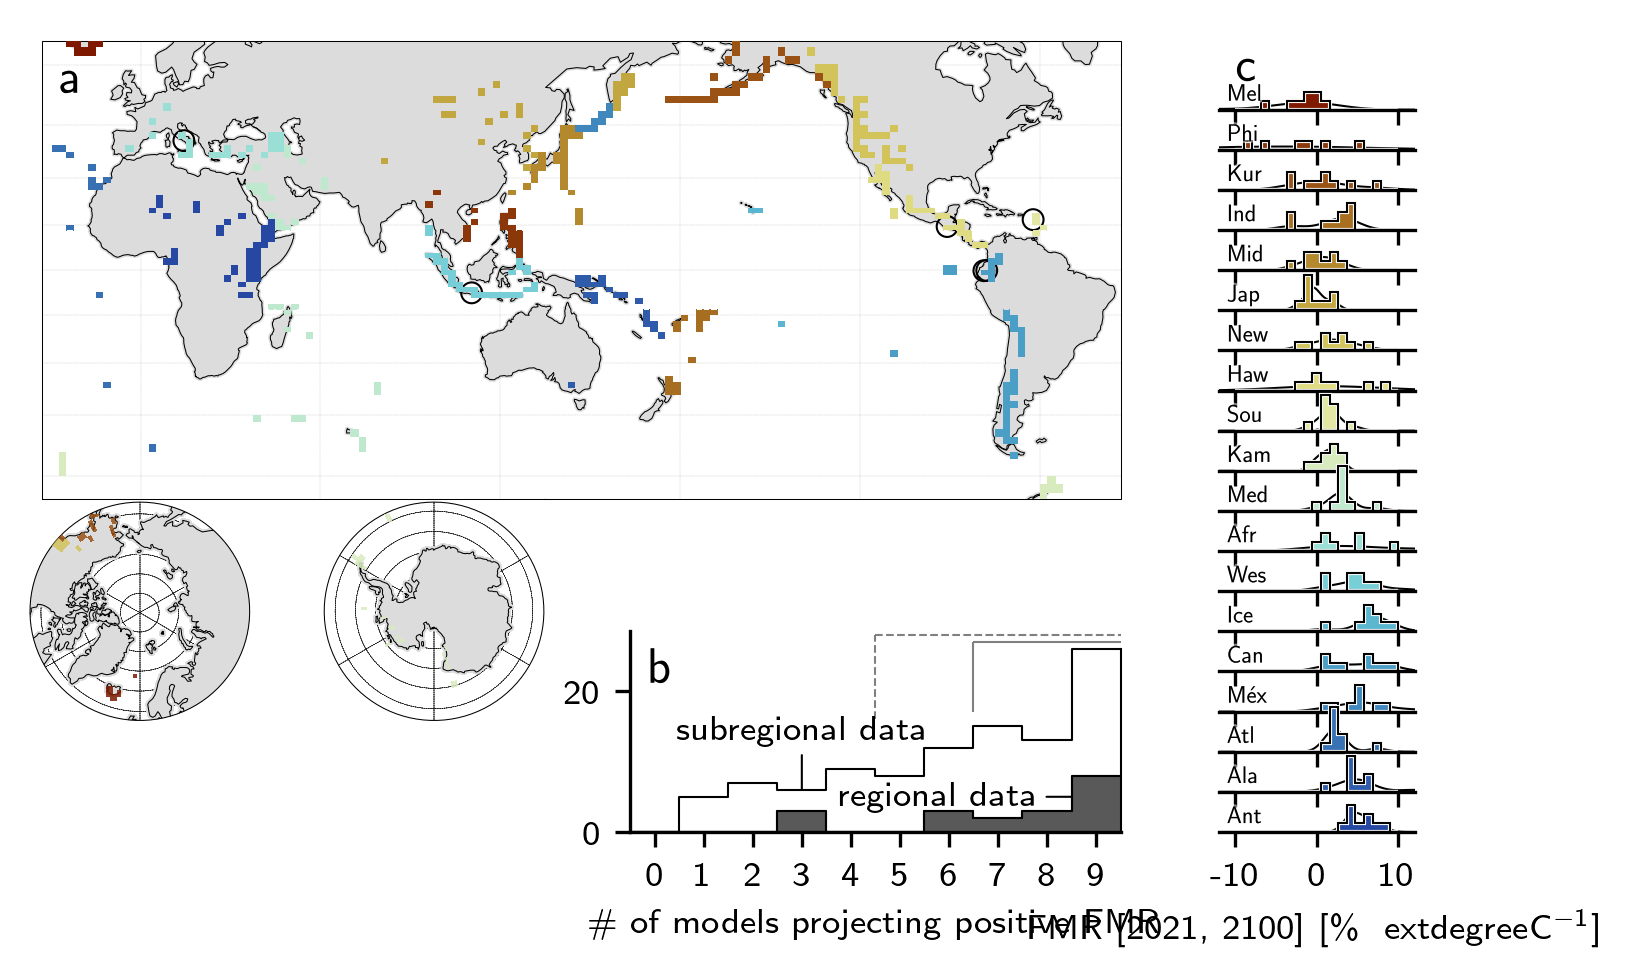 a
c
Mel
Phi
Kur
Ind
Mid
Jap
New
Haw
Sou
Kam
Med
Afr
Wes
Ice
Can
Méx
Atl
Ala
Ant
-10 0 10
FMR [2021, 2100] [% extdegreeC−1]
b
20
0
subregional data
regional data
0 1 2 3 4 5 6 7 8 9
# of models projecting positive FMR